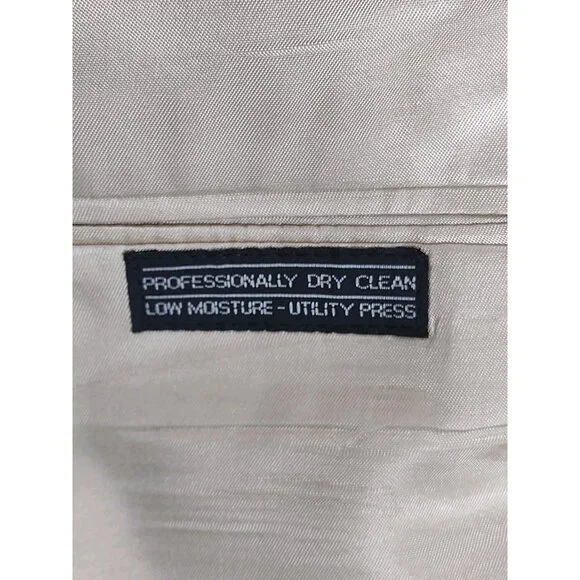 PROFESSIONALLY DRY CLEAN
LOW MOISTURE - UTILITY PRESS